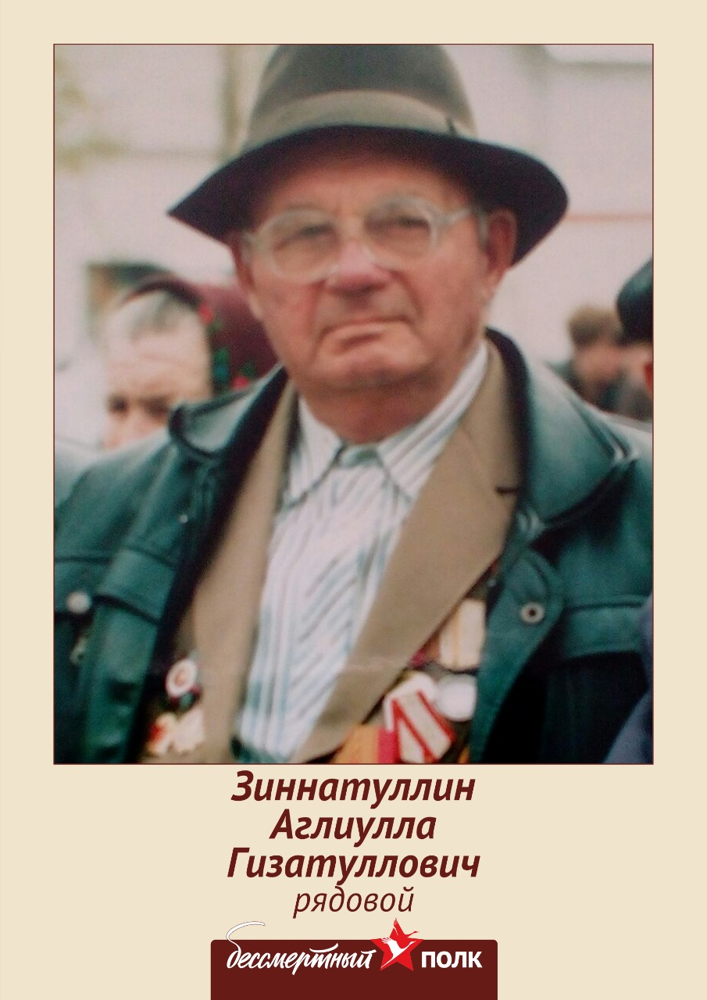 Зиннатуллин
Аглиулла
Гизатуллович
рядовой
бессмертный ПОЛК